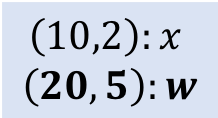 (10,2): x
(20, 5): w